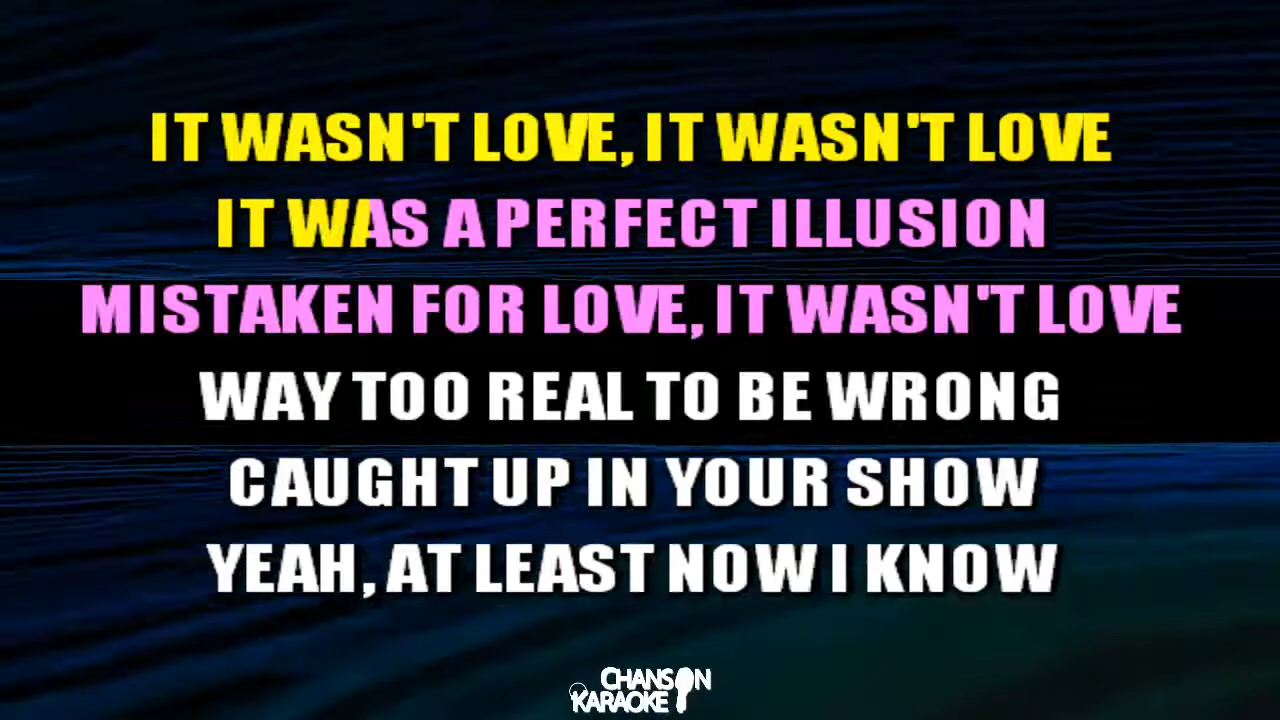 IT WASN'T LOVE, IT WASN'T LOVE
IT WAS A PERFECT ILLUSION
MISTAKEN FOR LOVE, IT WASN'T LOVE
WAY TOO REAL TO BE WRONG
CAUGHT UP IN YOUR SHOW
YEAH, AT LEAST NOW I KNOW
CHANSON
KARAOKE